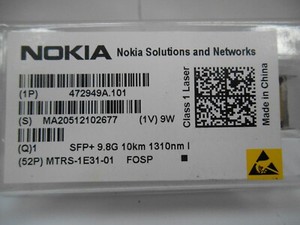 NOKIA Nokia Solutions and Networks
(1P) 472949A.101
(S) MA20512102677 (1V) 9W
(Q)1 SFP+ 9.8G 10km 1310nm I
(52P) MTRS-1E31-01 FOSP
Class 1 Laser
Made in China